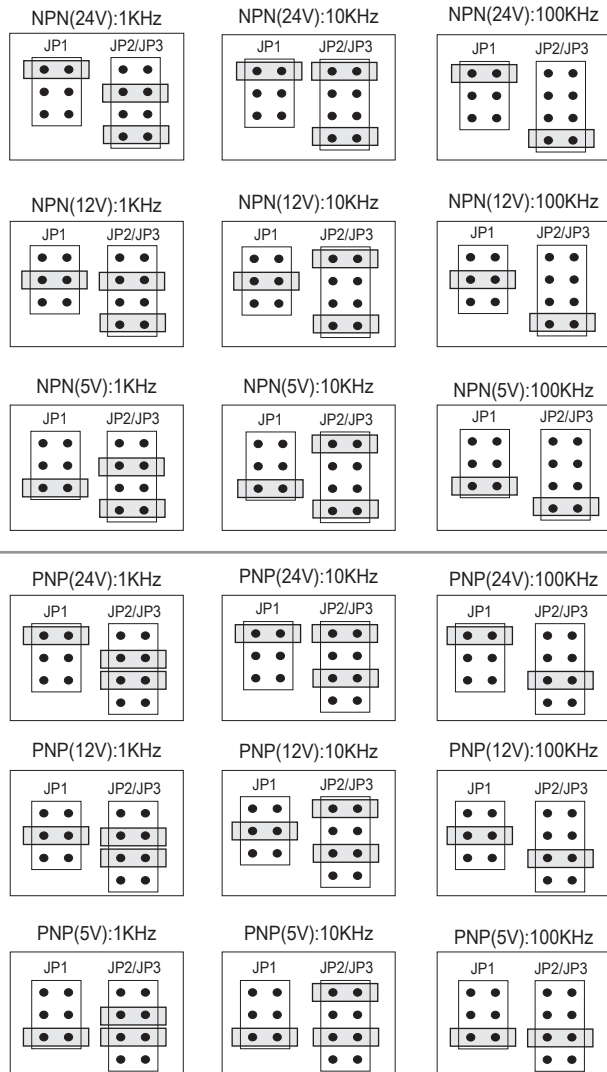 NPN(24V):1KHz NPN(24V):10KHz NPN(24V):100KHz
JP1 JP2/JP3 JP1 JP2/JP3 JP1 JP2/JP3
NPN(12V):1KHz NPN(12V):10KHz NPN(12V):100KHz
JP1 JP2/JP3 JP1 JP2/JP3 JP1 JP2/JP3
NPN(5V):1KHz NPN(5V):10KHz NPN(5V):100KHz
JP1 JP2/JP3 JP1 JP2/JP3 JP1 JP2/JP3
PNP(24V):1KHz PNP(24V):10KHz PNP(24V):100KHz
JP1 JP2/JP3 JP1 JP2/JP3 JP1 JP2/JP3
PNP(12V):1KHz PNP(12V):10KHz PNP(12V):100KHz
JP1 JP2/JP3 JP1 JP2/JP3 JP1 JP2/JP3
PNP(5V):1KHz PNP(5V):10KHz PNP(5V):100KHz
JP1 JP2/JP3 JP1 JP2/JP3 JP1 JP2/JP3